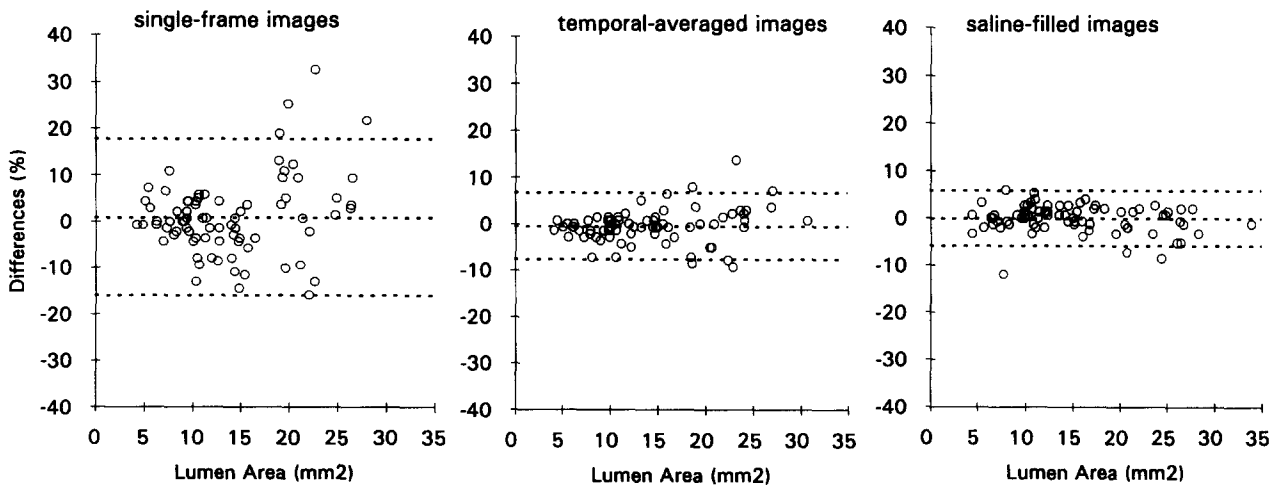 single-frame images
40
30
20
10
0
-10
-20
-30
-40
Differences (%)
0 5 10 15 20 25 30 35
Lumen Area (mm2)
temporal-averaged images
40
30
20
10
0
-10
-20
-30
-40
0 5 10 15 20 25 30 35
Lumen Area (mm2)
saline-filled images
40
30
20
10
0
-10
-20
-30
-40
0 5 10 15 20 25 30 35
Lumen Area (mm2)